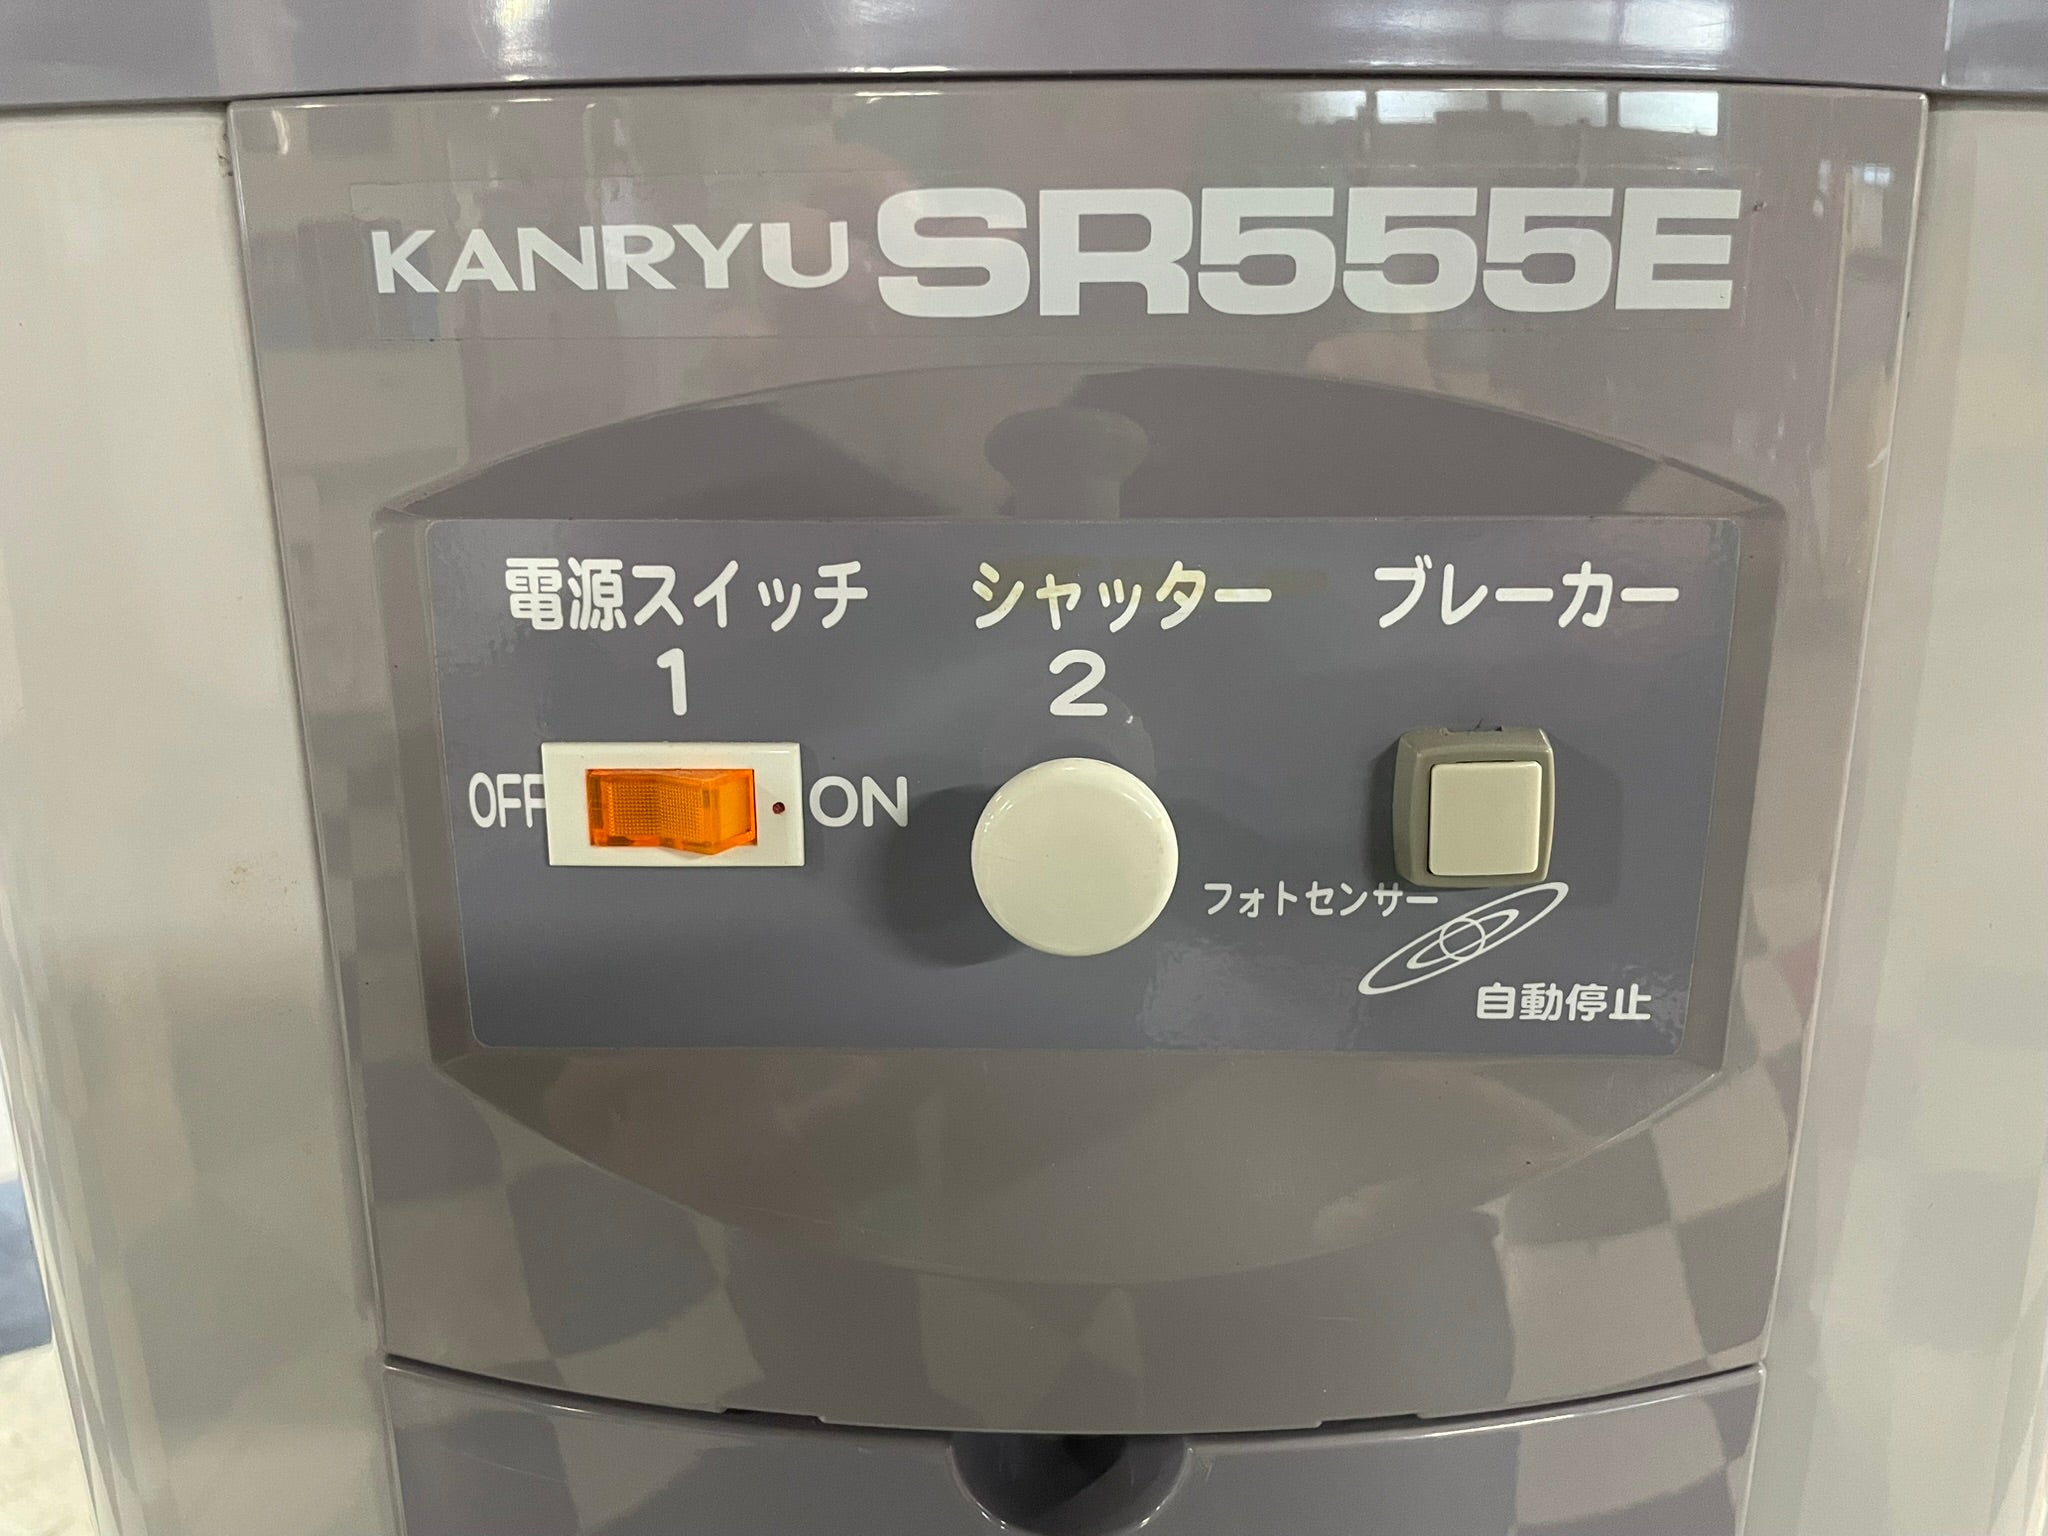 KANRYU SR555E
電源スイッチ シャッター ブレーカー
1 2
OFF ON
フォトセンサー
自動停止